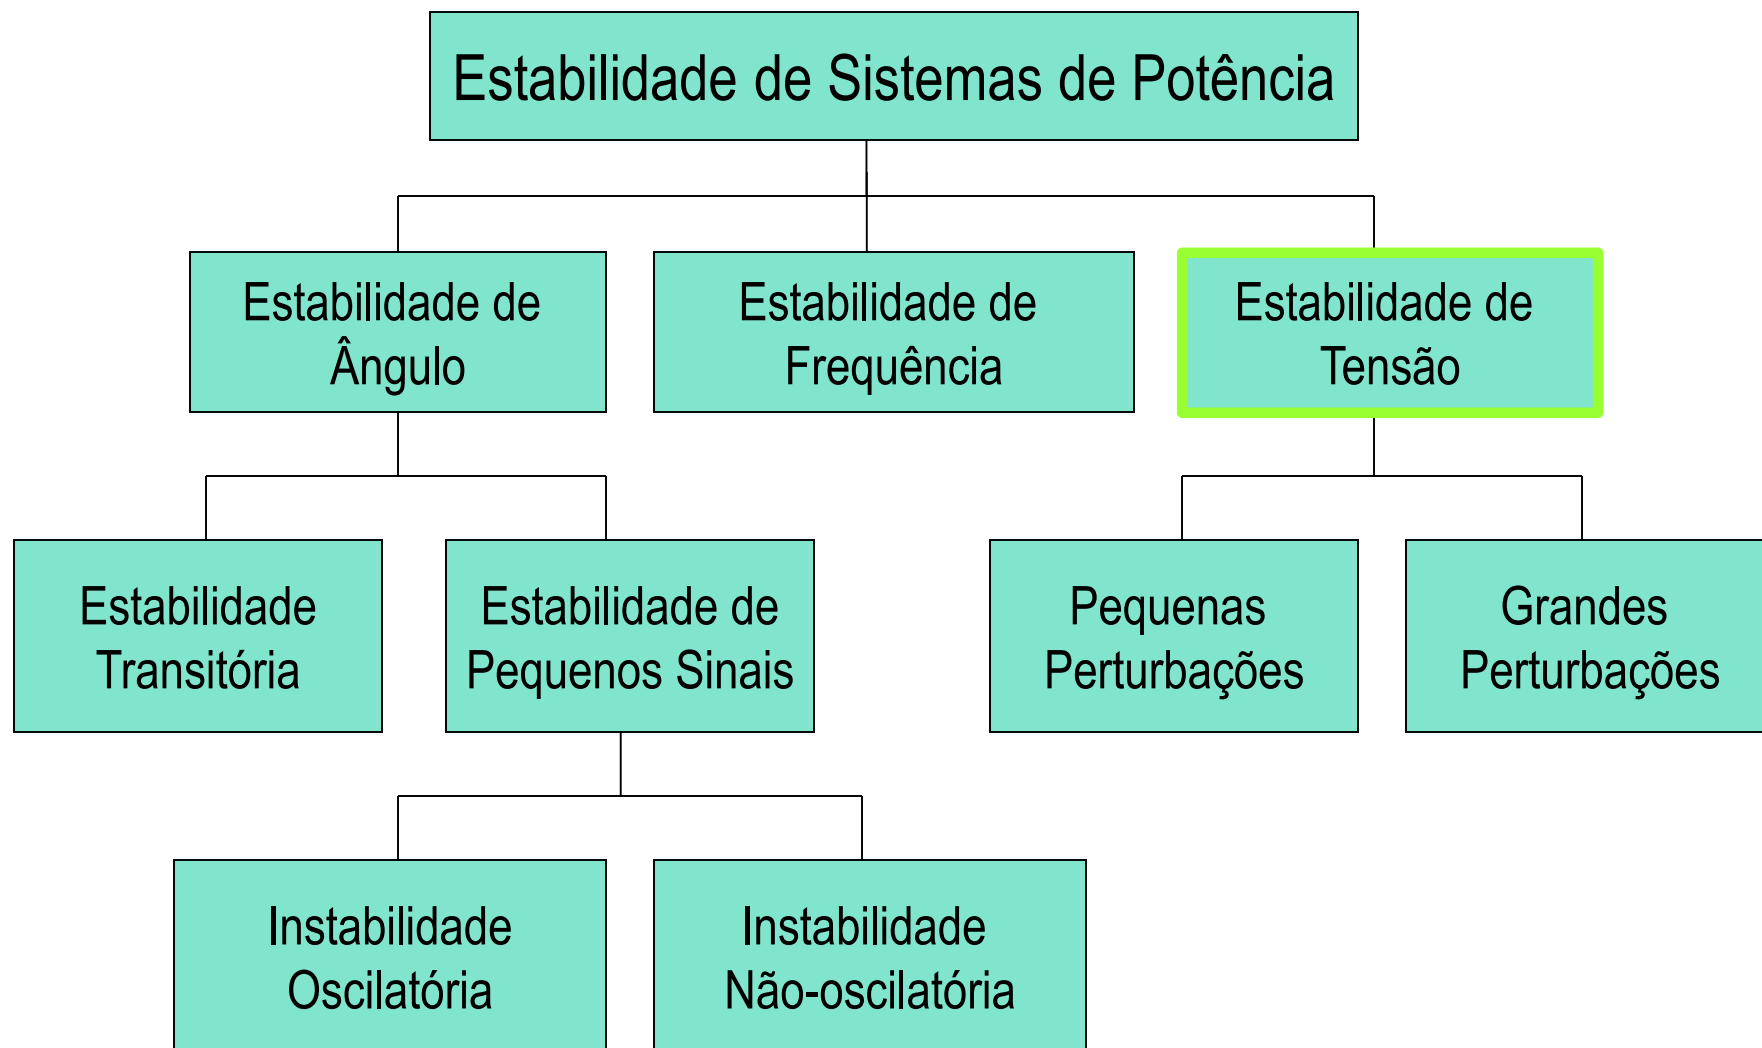 Estabilidade de Sistemas de Potência
Estabilidade de
Ângulo
Estabilidade de
Frequência
Estabilidade de
Tensão
Estabilidade
Transitória
Estabilidade de
Pequenos Sinais
Pequenas
Perturbações
Grandes
Perturbações
Instabilidade
Oscilatória
Instabilidade
Não-oscilatória